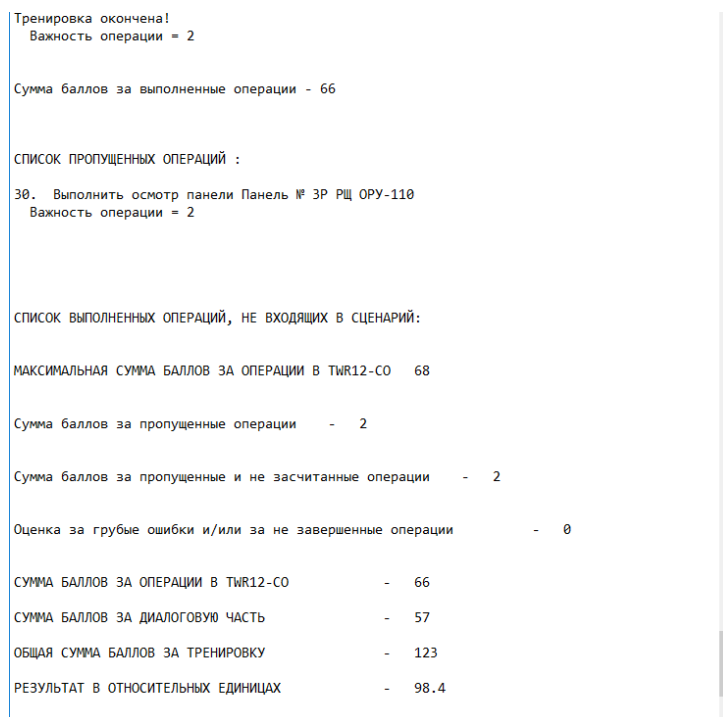 Тренировка окончена!
Важность операции = 2
Сумма баллов за выполненные операции - 66
СПИСОК ПРОПУЩЕННЫХ ОПЕРАЦИЙ :
30. Выполнить осмотр панели Панель № 3Р РЩ ОРУ-110
Важность операции = 2
СПИСОК ВЫПОЛНЕННЫХ ОПЕРАЦИЙ, НЕ ВХОДЯЩИХ В СЦЕНАРИЙ:
МАКСИМАЛЬНАЯ СУММА БАЛЛОВ ЗА ОПЕРАЦИИ В TWR12-CO 68
Сумма баллов за пропущенные операции - 2
Сумма баллов за пропущенные и не засчитанные операции - 2
Оценка за грубые ошибки и/или за не завершенные операции - 0
СУММА БАЛЛОВ ЗА ОПЕРАЦИИ В TWR12-CO - 66
СУММА БАЛЛОВ ЗА ДИАЛОГОВУЮ ЧАСТЬ - 57
ОБЩАЯ СУММА БАЛЛОВ ЗА ТРЕНИРОВКУ - 123
РЕЗУЛЬТАТ В ОТНОСИТЕЛЬНЫХ ЕДИНИЦАХ - 98.4